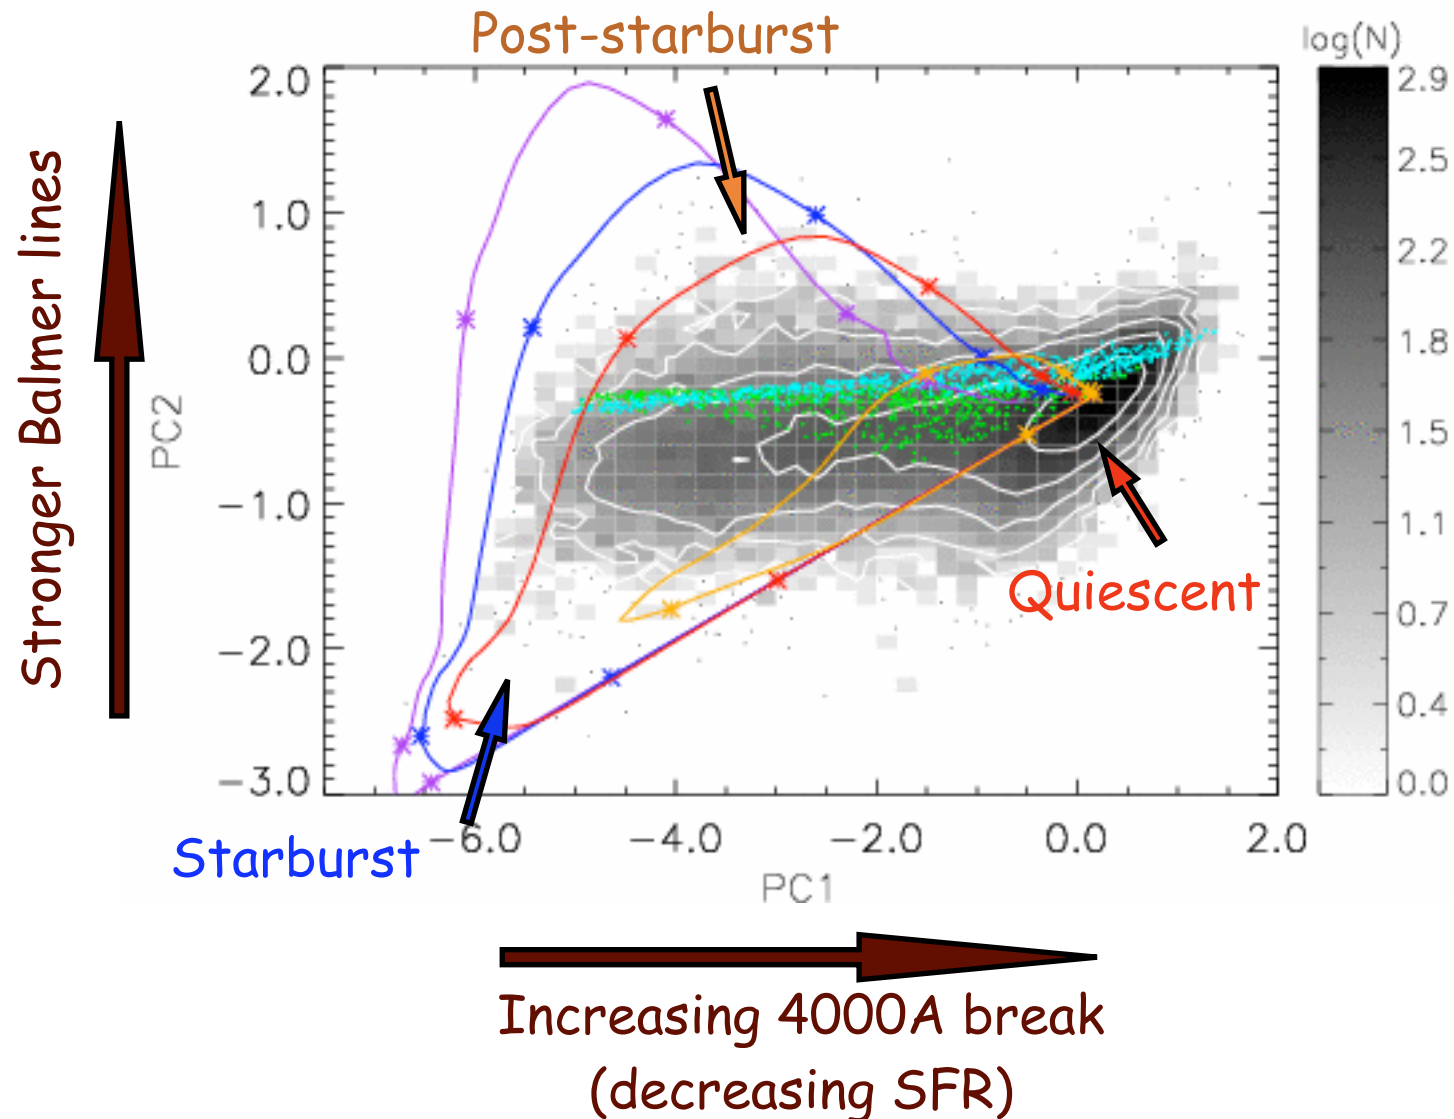 Post-starburst
log(N)
2.0
1.0
0.0
−1.0
−2.0
−3.0
PC2
Stronger Balmer lines
2.9
2.5
2.2
1.8
1.5
1.1
0.7
0.4
0.0
Quiescent
Starburst
−6.0
−4.0
−2.0
0.0
2.0
PC1
Increasing 4000A break
(decreasing SFR)